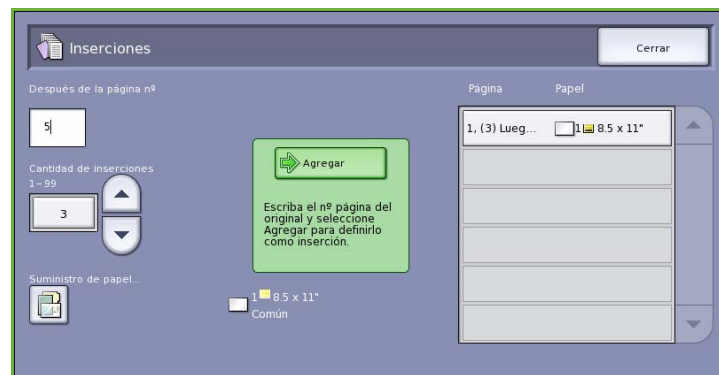 Inserciones
Cerrar
Después de la página nº
5
Cantidad de inserciones
1-99
3
Suministro de papel...
Agregar
Escriba el nº página del
original y seleccione
Agregar para definirlo
como inserción.
1 8.5 x 11"
Común
Página Papel
1, (3) Lueg... 1 8.5 x 11"